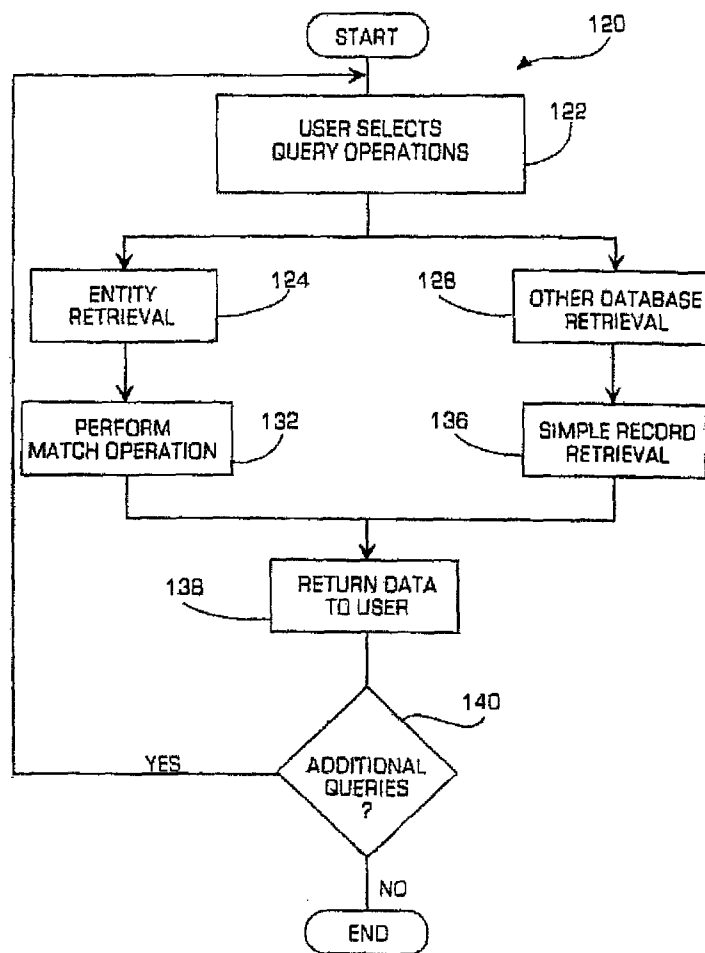 START
120
USER SELECTS
QUERY OPERATIONS
122
ENTITY
RETRIEVAL
124
128
OTHER DATABASE
RETRIEVAL
PERFORM
MATCH OPERATION
132
136
SIMPLE RECORD
RETRIEVAL
RETURN DATA
TO USER
138
140
ADDITIONAL
QUERIES
?
YES
NO
END